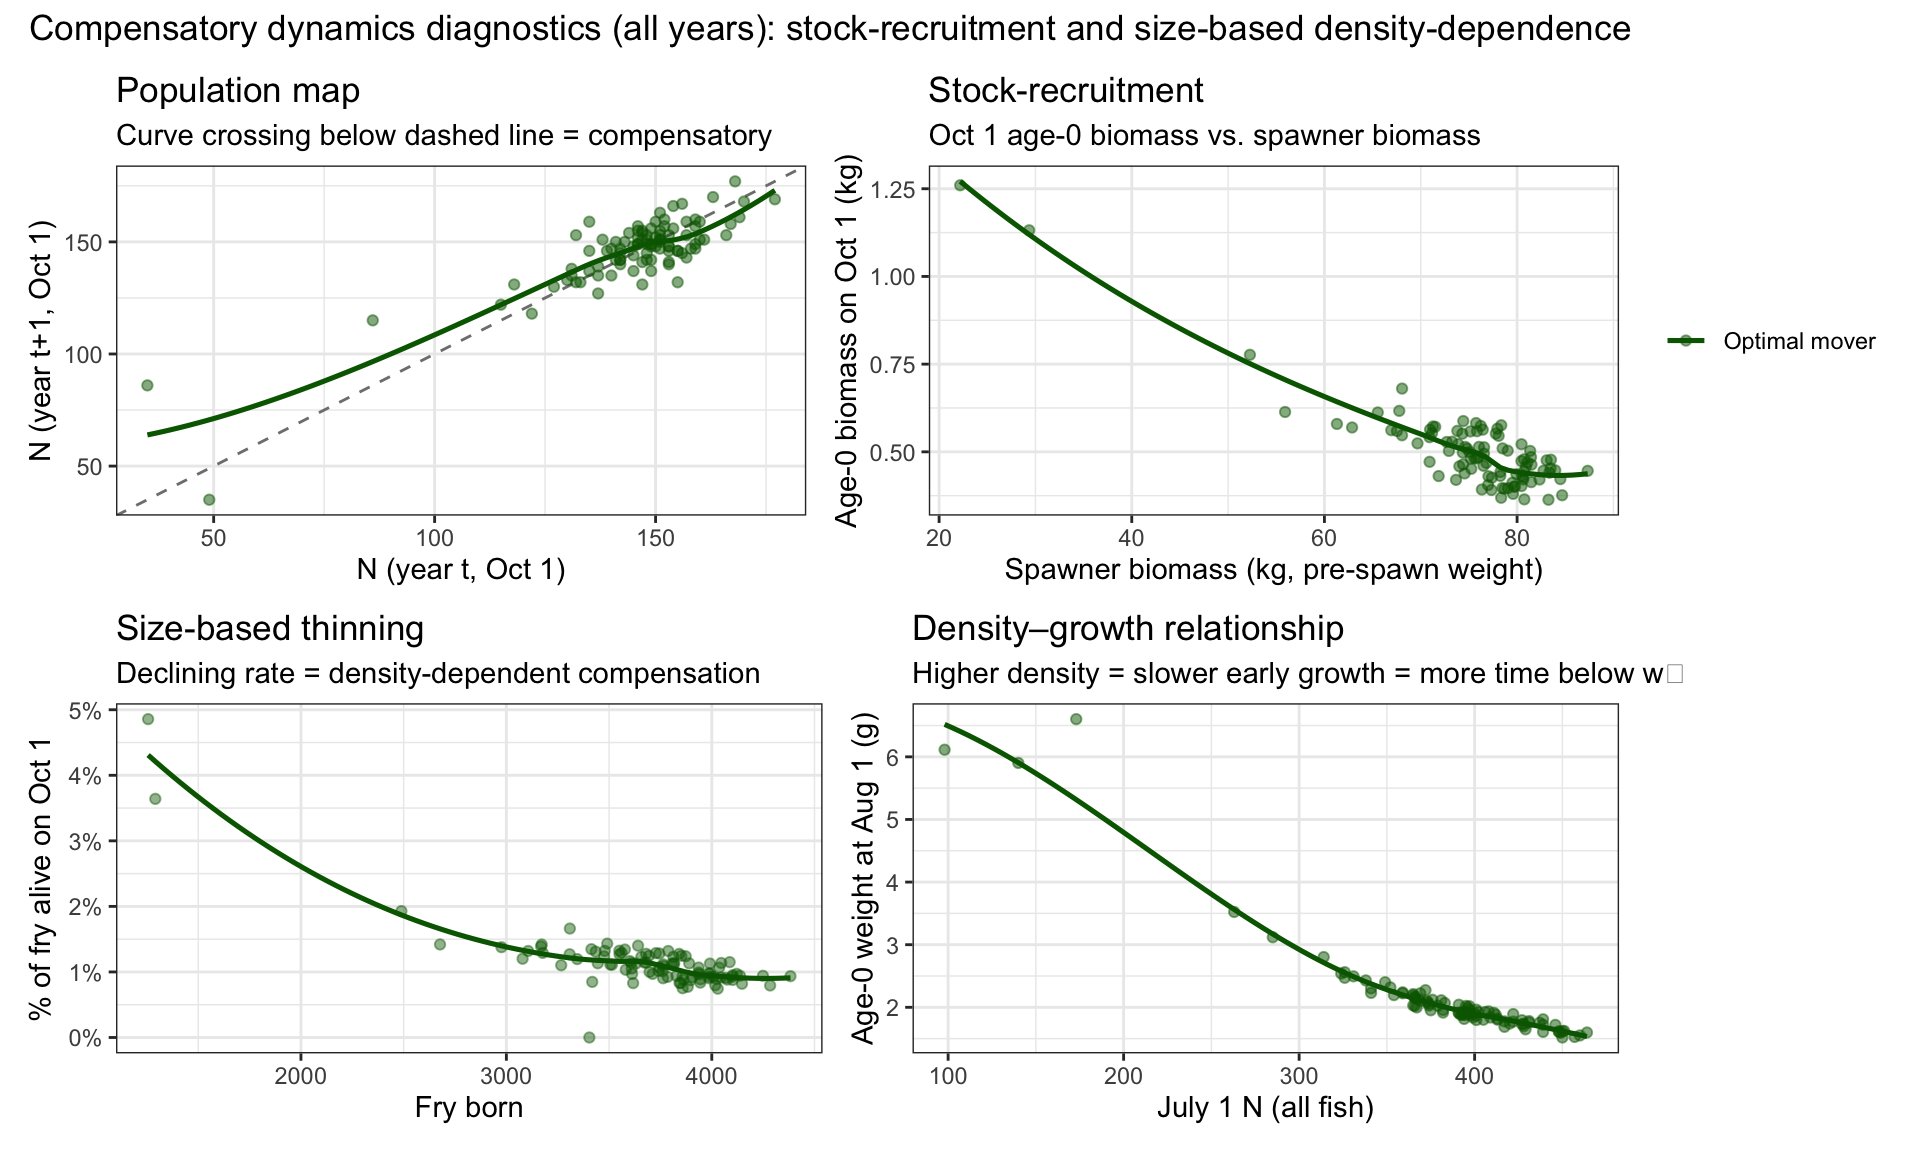 Compensatory dynamics diagnostics (all years): stock-recruitment and size-based density-dependence
Population map
Curve crossing below dashed line = compensatory
N (year t+1, Oct 1)
150
100
50
50
100
150
N (year t, Oct 1)
Stock-recruitment
Oct 1 age-0 biomass vs. spawner biomass
Age-0 biomass on Oct 1 (kg)
1.25
1.00
0.75
0.50
20
40
60
80
Spawner biomass (kg, pre-spawn weight)
Optimal mover
Size-based thinning
Declining rate = density-dependent compensation
% of fry alive on Oct 1
5%
4%
3%
2%
1%
0%
2000
3000
4000
Fry born
Density–growth relationship
Higher density = slower early growth = more time below w□
Age-0 weight at Aug 1 (g)
6
5
4
3
2
100
200
300
400
July 1 N (all fish)